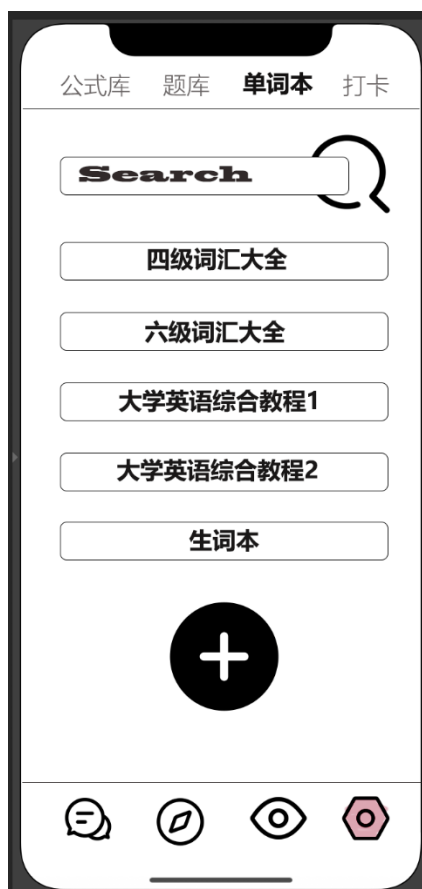 公式库 题库 单词本 打卡
Search
四级词汇大全
六级词汇大全
大学英语综合教程1
大学英语综合教程2
生词本